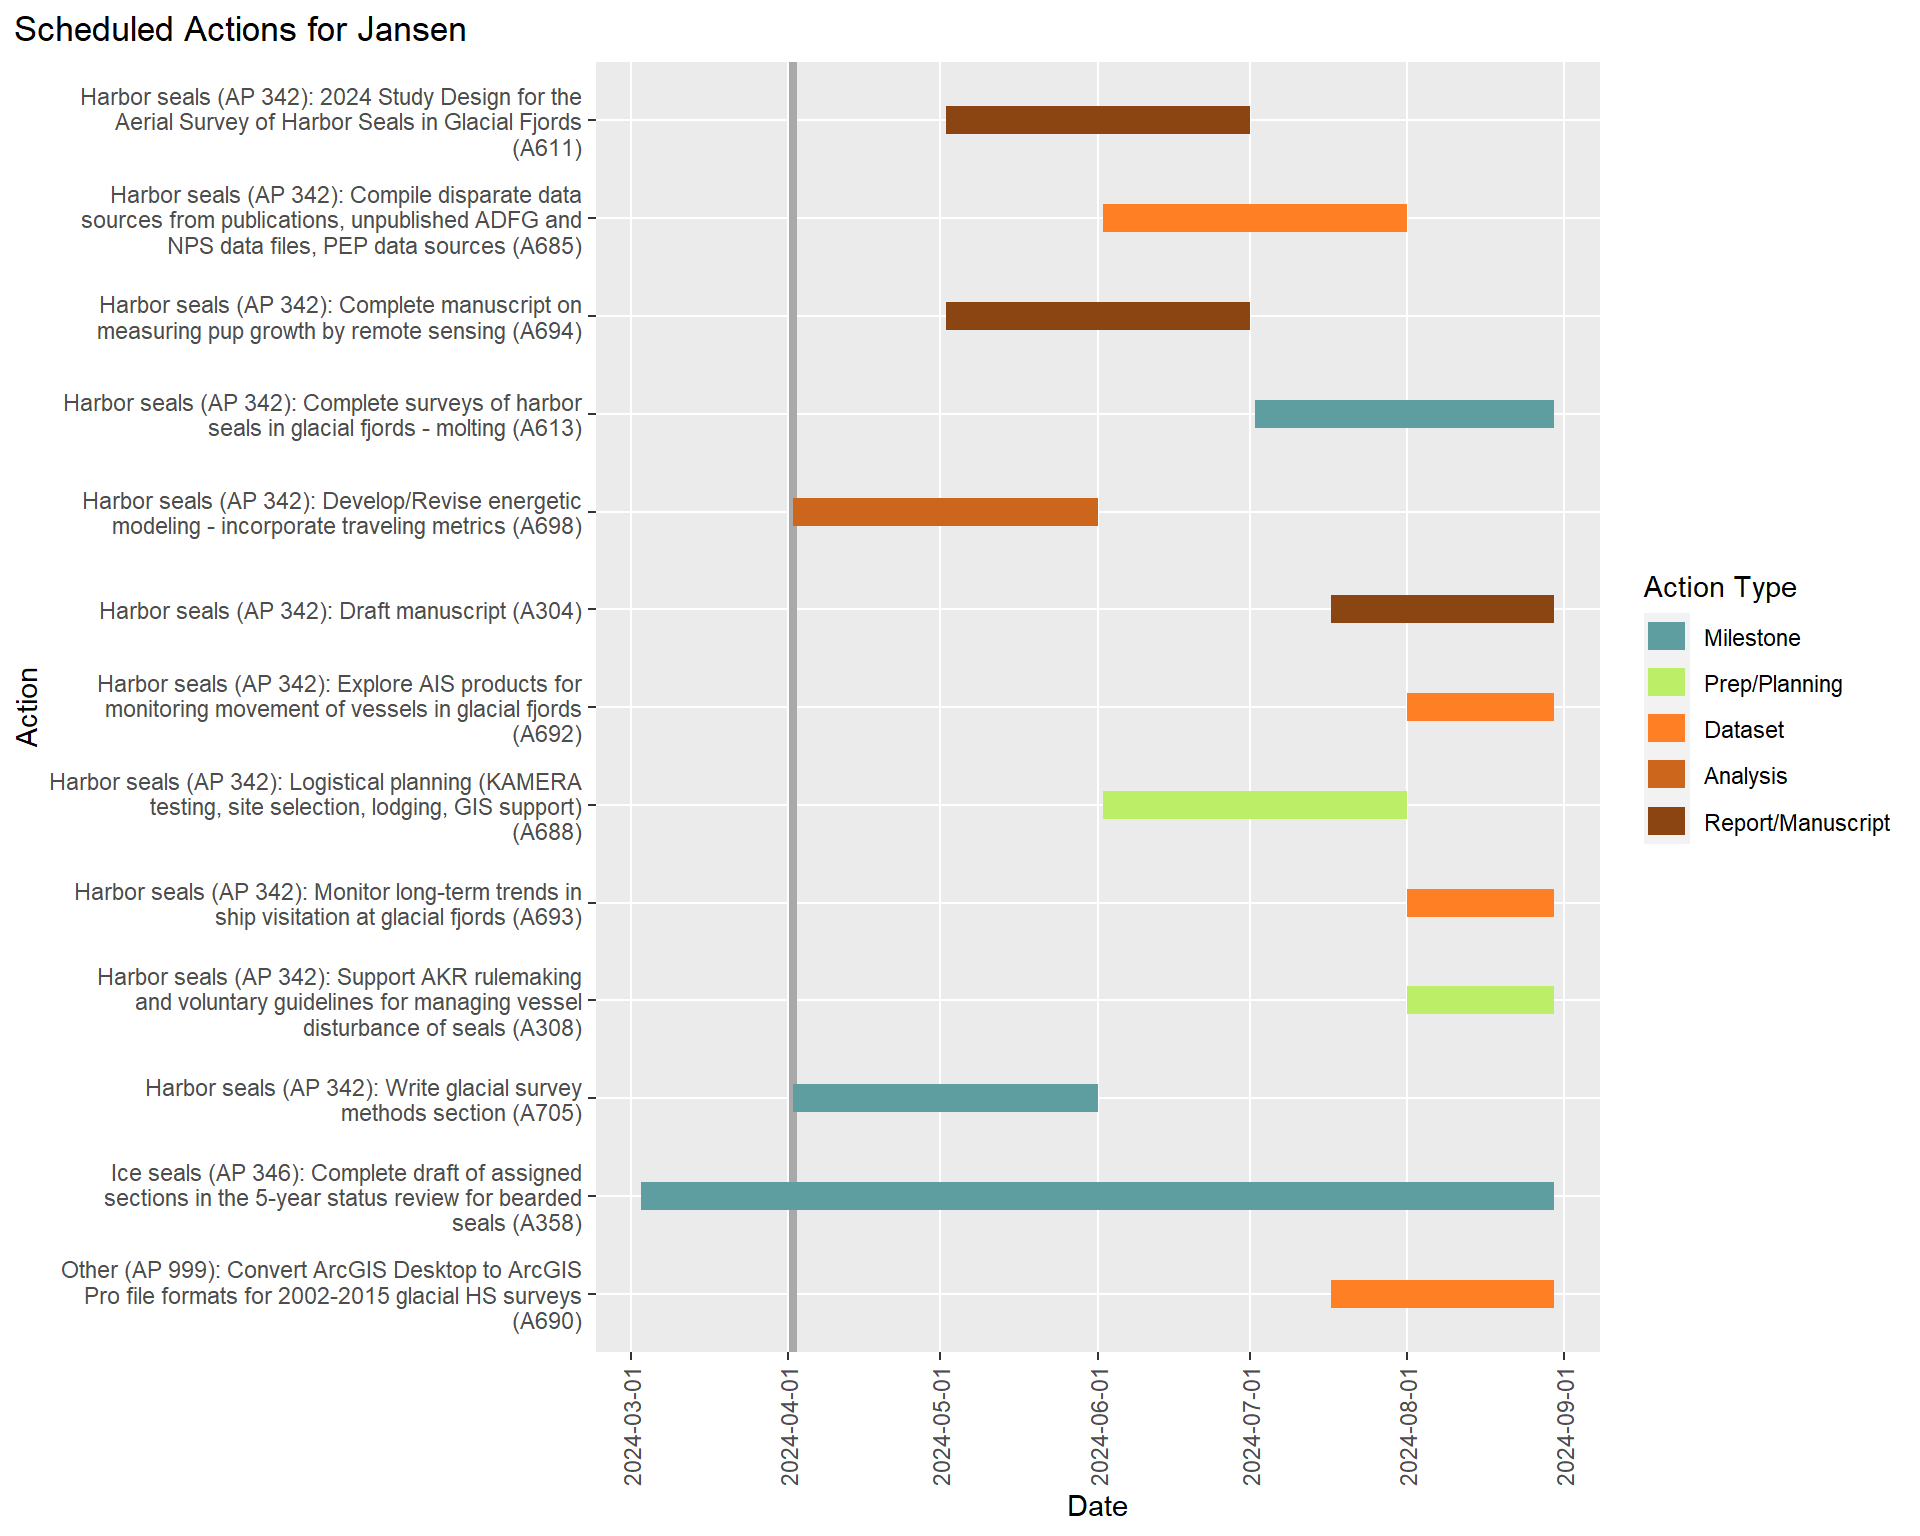 Scheduled Actions for Jansen
Harbor seals (AP 342): 2024 Study Design for the
Aerial Survey of Harbor Seals in Glacial Fjords
(A611)
Harbor seals (AP 342): Compile disparate data
sources from publications, unpublished ADFG and
NPS data files, PEP data sources (A685)
Harbor seals (AP 342): Complete manuscript on
measuring pup growth by remote sensing (A694)
Harbor seals (AP 342): Complete surveys of harbor
seals in glacial fjords - molting (A613)
Harbor seals (AP 342): Develop/Revise energetic
modeling - incorporate traveling metrics (A698)
Harbor seals (AP 342): Draft manuscript (A304)
Harbor seals (AP 342): Explore AIS products for
monitoring movement of vessels in glacial fjords
(A692)
Harbor seals (AP 342): Logistical planning (KAMERA
testing, site selection, lodging, GIS support)
(A688)
Harbor seals (AP 342): Monitor long-term trends in
ship visitation at glacial fjords (A693)
Harbor seals (AP 342): Support AKR rulemaking
and voluntary guidelines for managing vessel
disturbance of seals (A308)
Harbor seals (AP 342): Write glacial survey
methods section (A705)
Ice seals (AP 346): Complete draft of assigned
sections in the 5-year status review for bearded
seals (A358)
Other (AP 999): Convert ArcGIS Desktop to ArcGIS
Pro file formats for 2002-2015 glacial HS surveys
(A690)
Action
2024-03-01
2024-04-01
2024-05-01
2024-06-01
2024-07-01
2024-08-01
2024-09-01
Date
Action Type
Milestone
Prep/Planning
Dataset
Analysis
Report/Manuscript